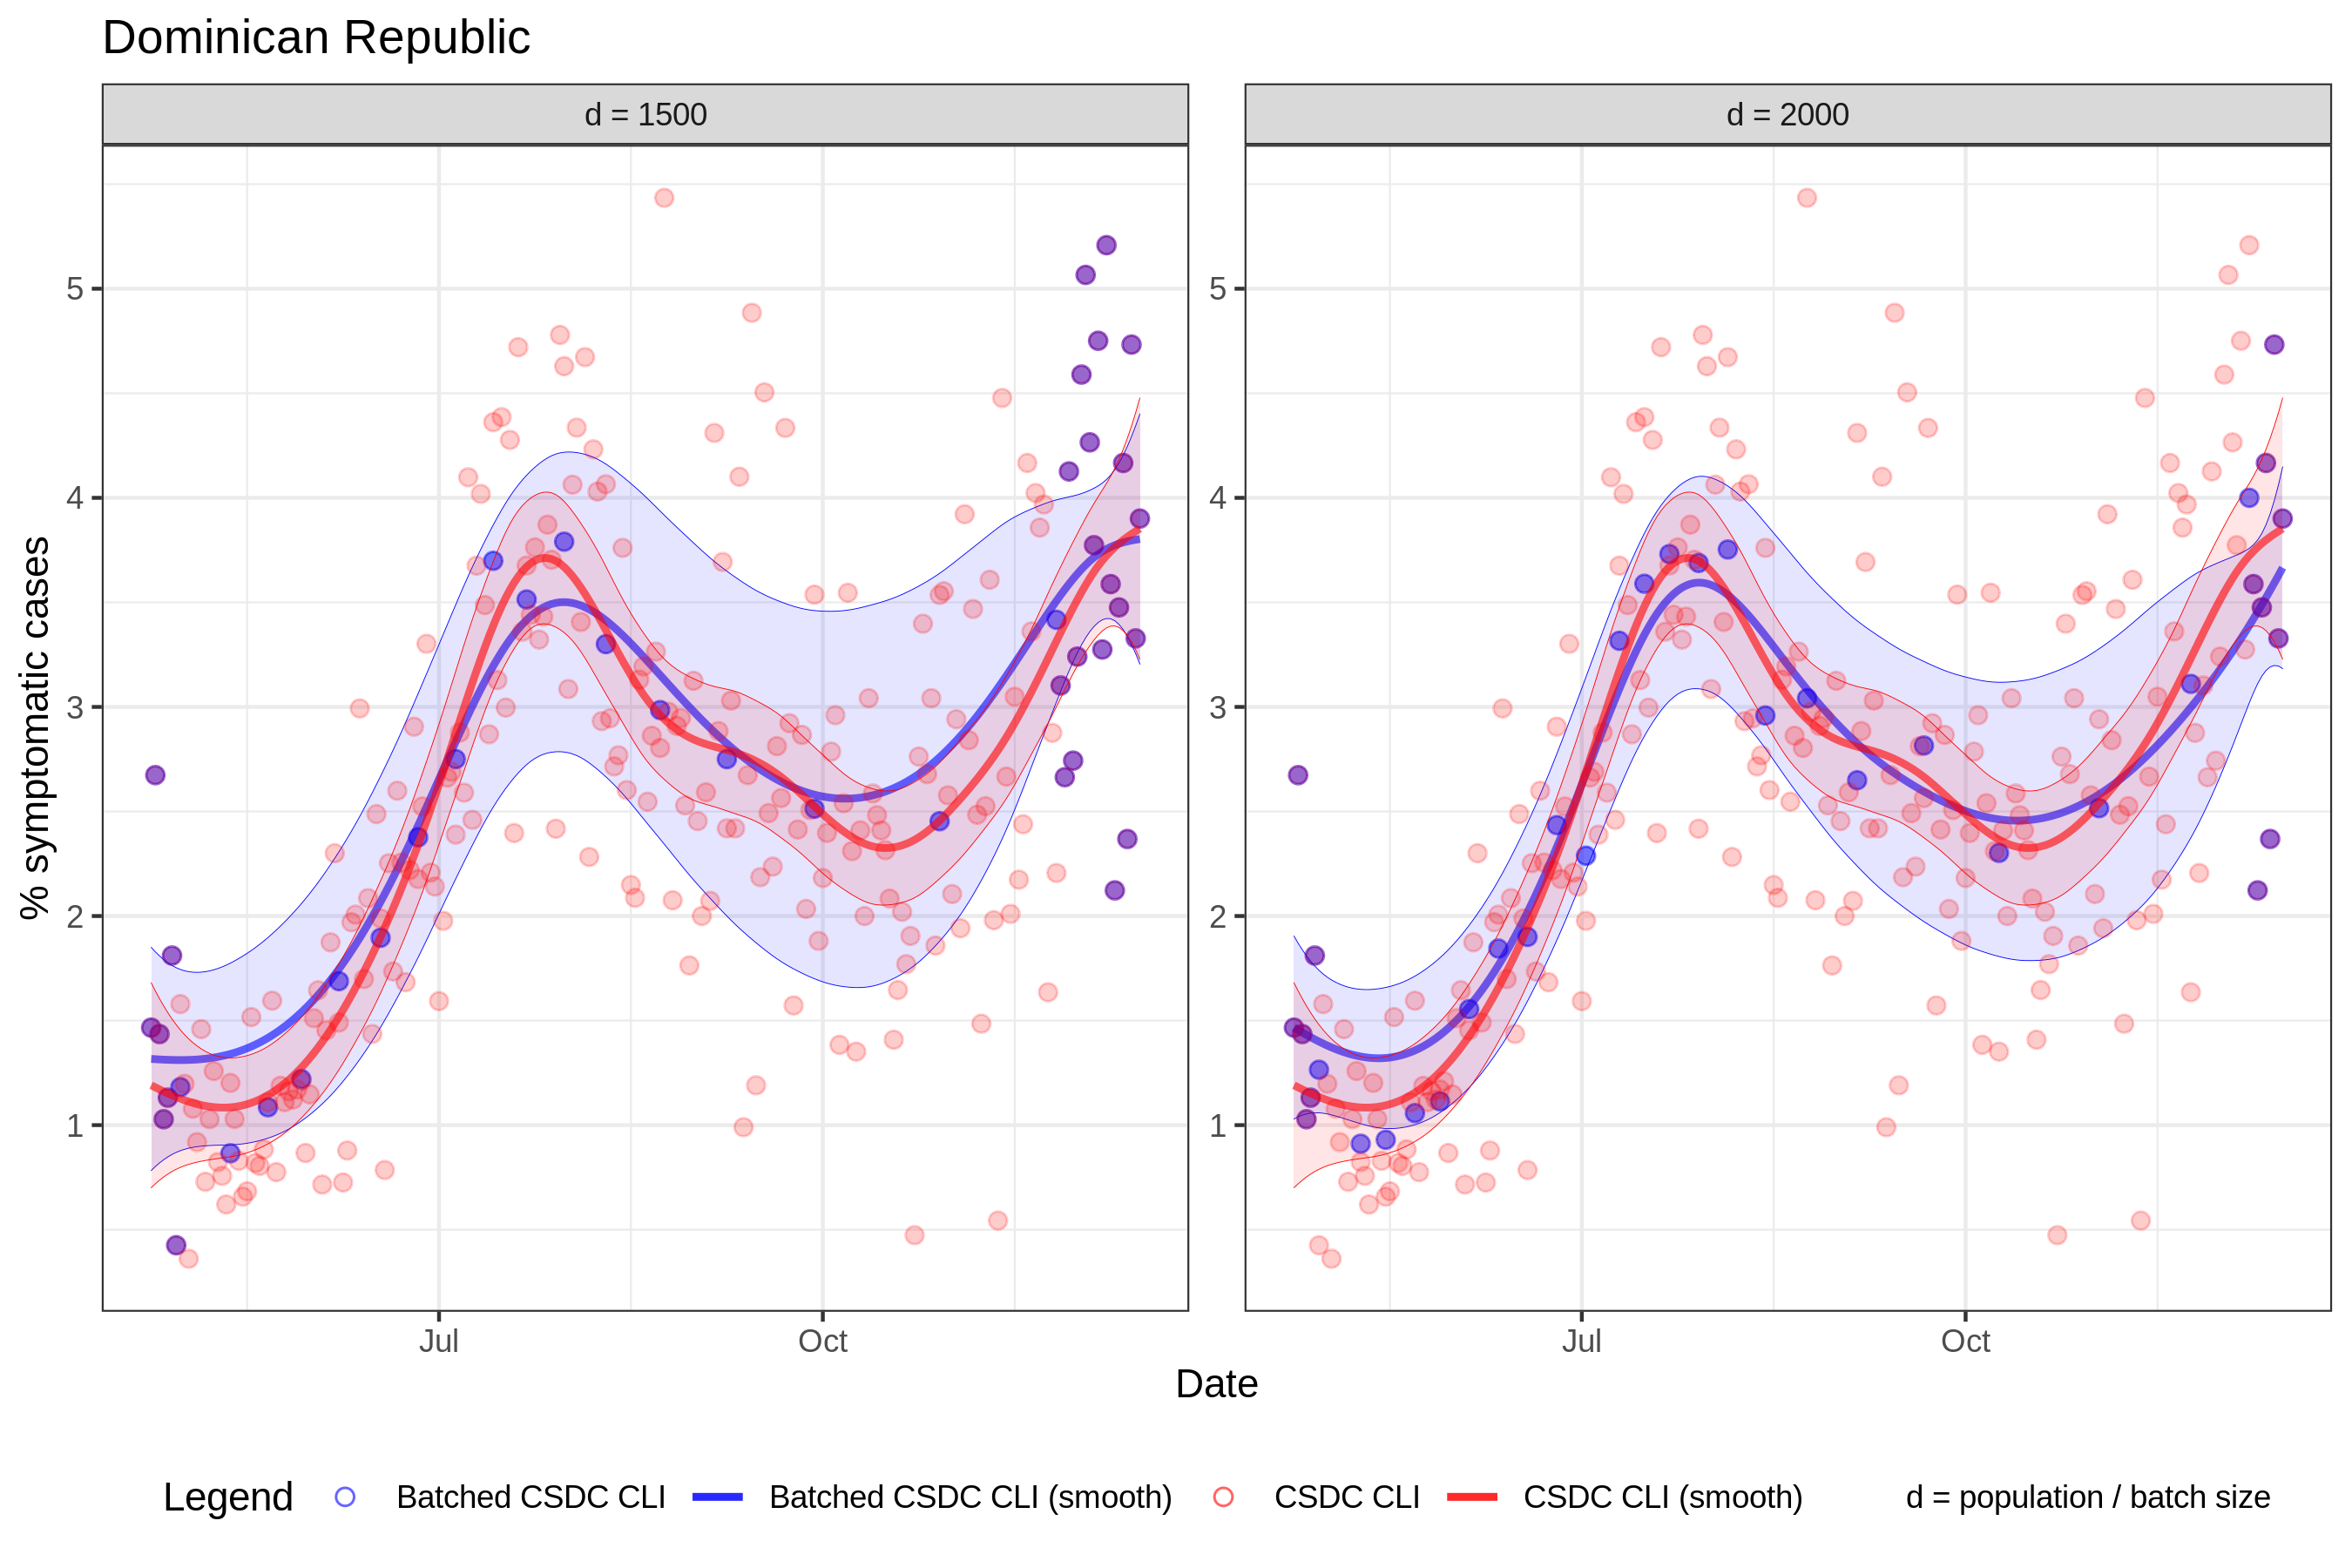 Dominican Republic
d = 1500
d = 2000
% symptomatic cases
5
4
3
2
1
5
4
3
2
1
Jul
Oct
Jul
Oct
Date
Legend Batched CSDC CLI Batched CSDC CLI (smooth) CSDC CLI CSDC CLI (smooth) d = population / batch size